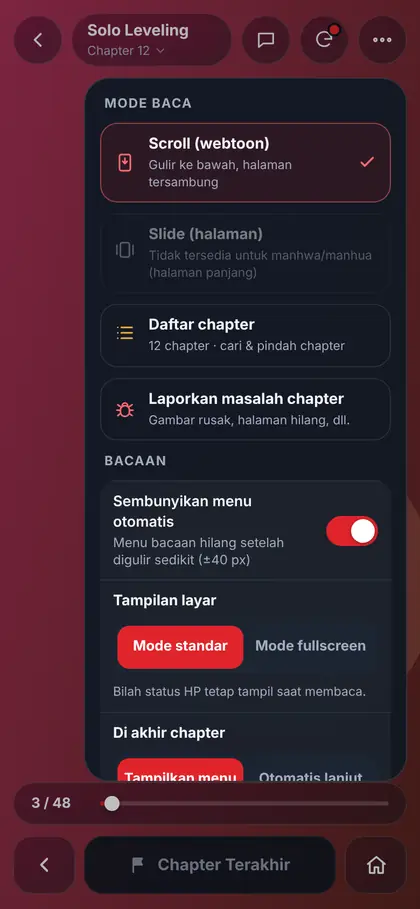 Solo Leveling
Chapter 12
MODE BACA
Scroll (webtoon)
Gulir ke bawah, halaman
tersambung
Slide (halaman)
Tidak tersedia untuk manhwa/manhua
(halaman panjang)
Daftar chapter
12 chapter · cari & pindah chapter
Laporkan masalah chapter
Gambar rusak, halaman hilang, dll.
BACAAN
Sembunyikan menu
otomatis
Menu bacaan hilang setelah
digulir sedikit (±40 px)
Tampilan layar
Mode standar
Mode fullscreen
Bilah status HP tetap tampil saat membaca.
Di akhir chapter
Tampilkan menu
Otomatis lanjut
3 / 48
Chapter Terakhir